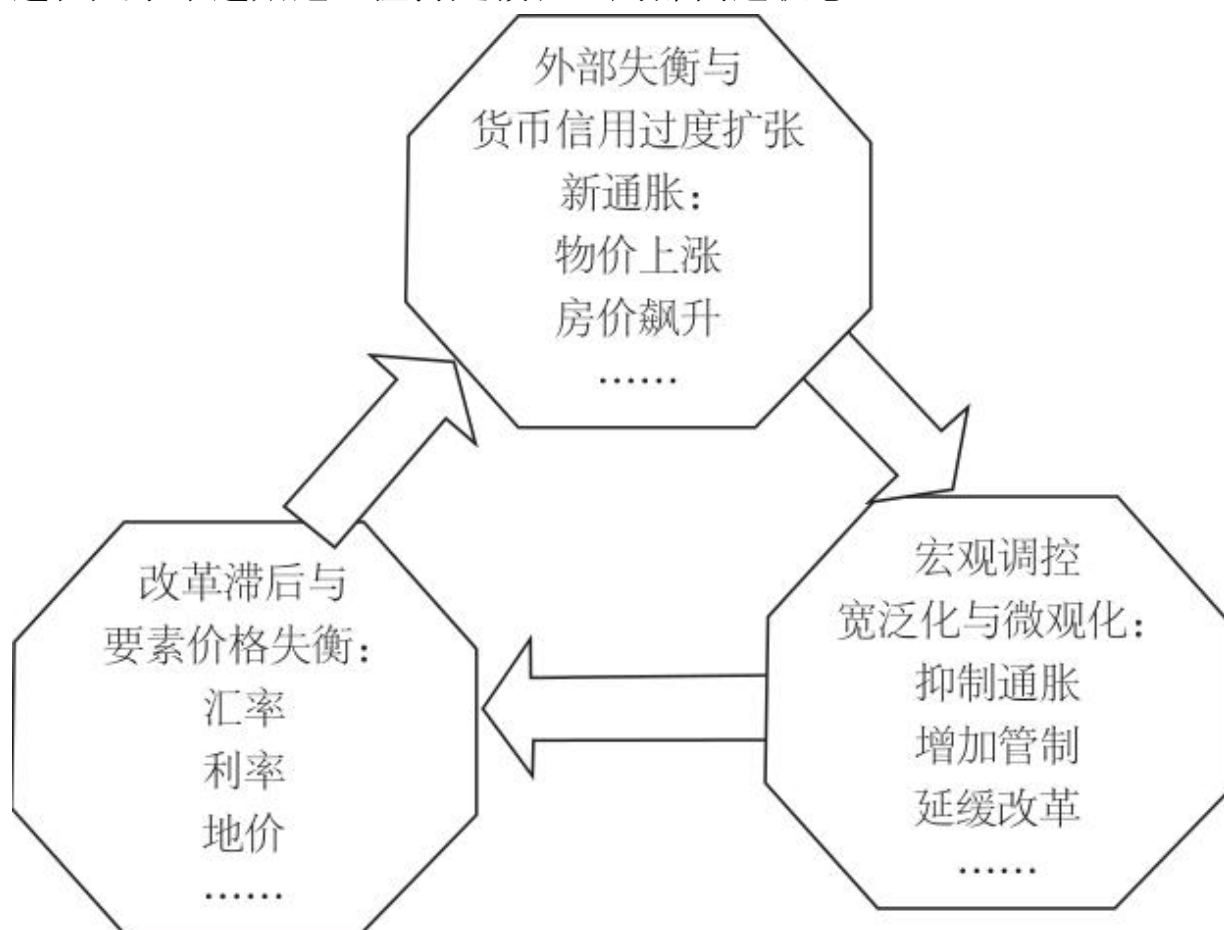 外部失衡与
货币信用过度扩张
新通胀：
物价上涨
房价飙升
……
宏观调控
宽泛化与微观化：
抑制通胀
增加管制
延缓改革
……
改革滞后与
要素价格失衡：
汇率
利率
地价
……